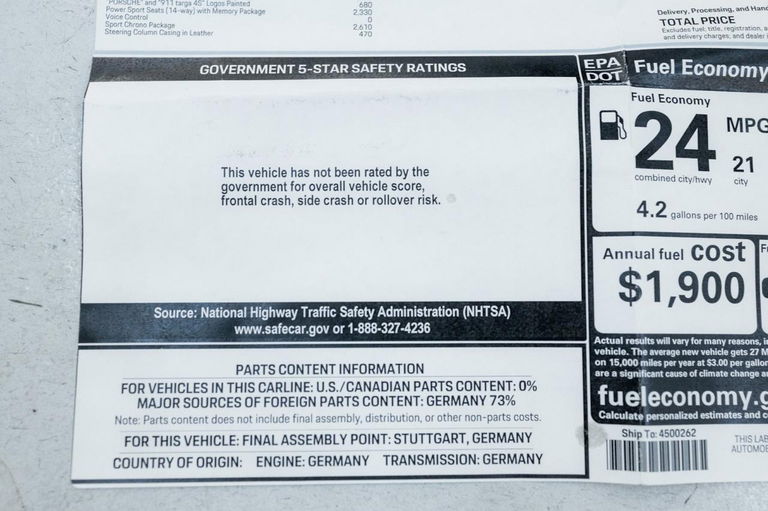 "PORSCHE" and "911 targa 4S" Logos Painted 680
Power Sport Seats (14-way) with Memory Package 2,330
Voice Control 0
Sport Chrono Package 2,610
Steering Column Casing in Leather 470
Delivery, Processing, and Hand
TOTAL PRICE
Excludes fuel, title, registration, a
and delivery charges, and dealer i
GOVERNMENT 5-STAR SAFETY RATINGS
This vehicle has not been rated by the
government for overall vehicle score,
frontal crash, side crash or rollover risk.
Source: National Highway Traffic Safety Administration (NHTSA)
www.safecar.gov or 1-888-327-4236
PARTS CONTENT INFORMATION
FOR VEHICLES IN THIS CARLINE: U.S./CANADIAN PARTS CONTENT: 0%
MAJOR SOURCES OF FOREIGN PARTS CONTENT: GERMANY 73%
Note: Parts content does not include final assembly, distribution, or other non-parts costs.
FOR THIS VEHICLE: FINAL ASSEMBLY POINT: STUTTGART, GERMANY
COUNTRY OF ORIGIN: ENGINE: GERMANY TRANSMISSION: GERMANY
EPA
DOT
Fuel Economy
Fuel Economy
24 MPG
combined city/hwy
21
city
4.2 gallons per 100 miles
Annual fuel cost
$1,900
Actual results will vary for many reasons, i
vehicle. The average new vehicle gets 27 M
on 15,000 miles per year at $3.00 per gallon
are a significant cause of climate change a
fueleconomy.g
Calculate personalized estimates and c
Ship To: 4500262
THIS LAB
AUTOMOB